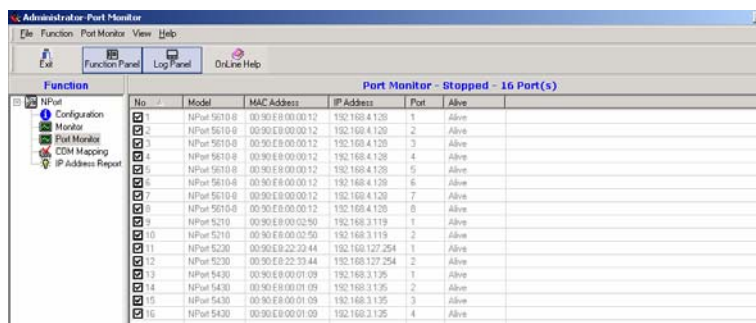 Administrator-Port Monitor
File Function Port Monitor View Help
Exit Function Panel Log Panel OnLine Help
Function
Port Monitor - Stopped - 16 Port(s)
NPort
Configuration
Monitor
Port Monitor
COM Mapping
IP Address Report
No Model MAC Address IP Address Port Alive
1 NPort 5610-8 00:90:E8:00:00:12 192.168.4.128 1 Alive
2 NPort 5610-8 00:90:E8:00:00:12 192.168.4.128 2 Alive
3 NPort 5610-8 00:90:E8:00:00:12 192.168.4.128 3 Alive
4 NPort 5610-8 00:90:E8:00:00:12 192.168.4.128 4 Alive
5 NPort 5610-8 00:90:E8:00:00:12 192.168.4.128 5 Alive
6 NPort 5610-8 00:90:E8:00:00:12 192.168.4.128 6 Alive
7 NPort 5610-8 00:90:E8:00:00:12 192.168.4.128 7 Alive
8 NPort 5610-8 00:90:E8:00:00:12 192.168.4.128 8 Alive
9 NPort 5210 00:90:E8:00:02:50 192.168.3.119 1 Alive
10 NPort 5210 00:90:E8:00:02:50 192.168.3.119 2 Alive
11 NPort 5230 00:90:E8:22:33:44 192.168.127.254 1 Alive
12 NPort 5230 00:90:E8:22:33:44 192.168.127.254 2 Alive
13 NPort 5430 00:90:E8:00:01:09 192.168.3.135 1 Alive
14 NPort 5430 00:90:E8:00:01:09 192.168.3.135 2 Alive
15 NPort 5430 00:90:E8:00:01:09 192.168.3.135 3 Alive
16 NPort 5430 00:90:E8:00:01:09 192.168.3.135 4 Alive